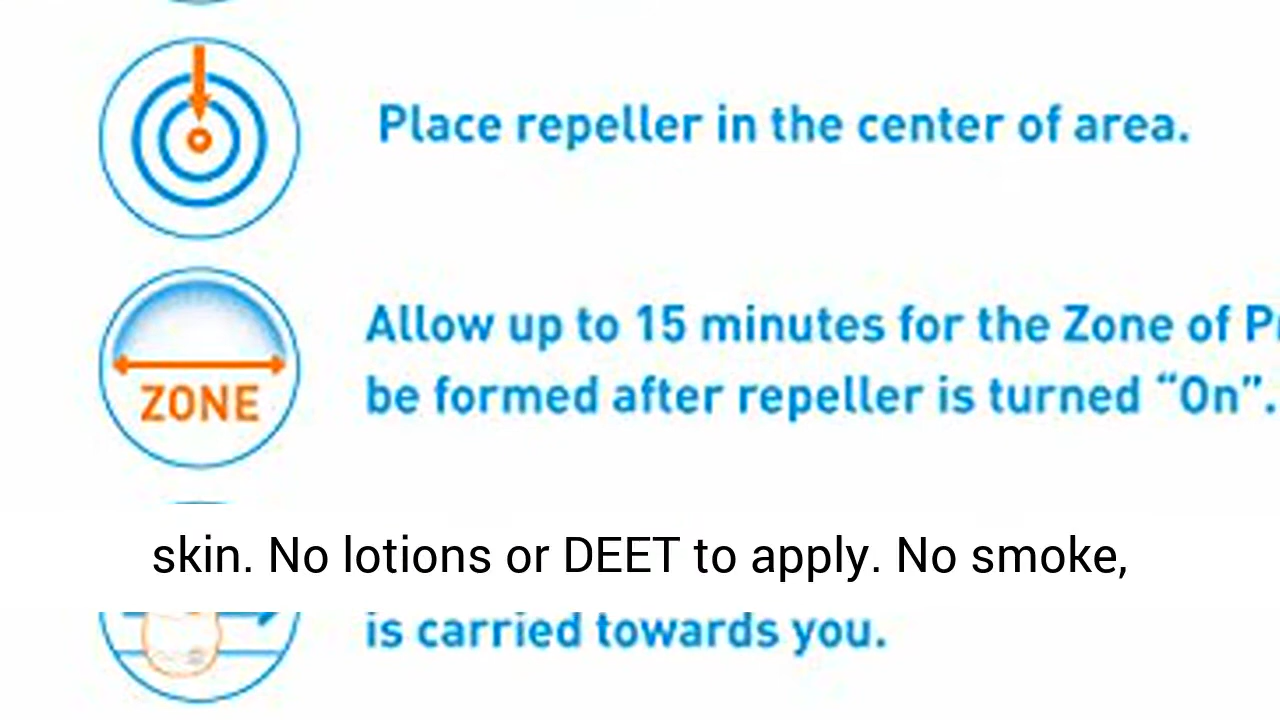 Place repeller in the center of area.
Allow up to 15 minutes for the Zone of
be formed after repeller is turned “On”.
ZONE
skin. No lotions or DEET to apply. No smoke,
is carried towards you.